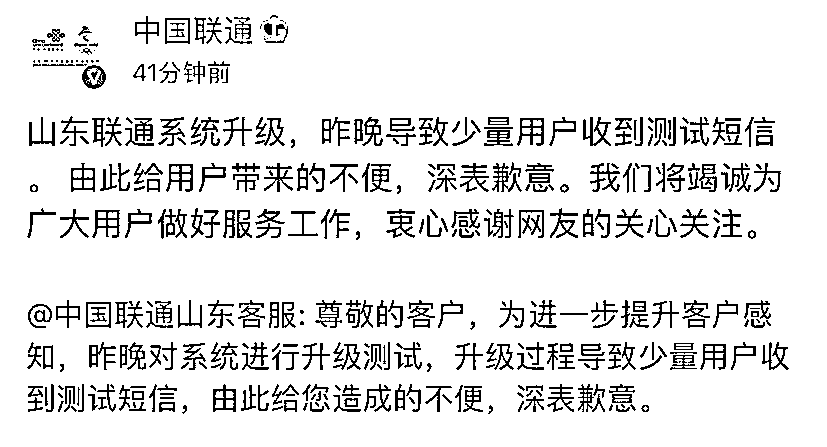 中国联通
41分钟前
山东联通系统升级，昨晚导致少量用户收到测试短信
。由此给用户带来的不便，深表歉意。我们将竭诚为
广大用户做好服务工作，衷心感谢网友的关心关注。
@中国联通山东客服: 尊敬的客户，为进一步提升客户感
知，昨晚对系统进行升级测试，升级过程导致少量用户收
到测试短信，由此给您造成的不便，深表歉意。